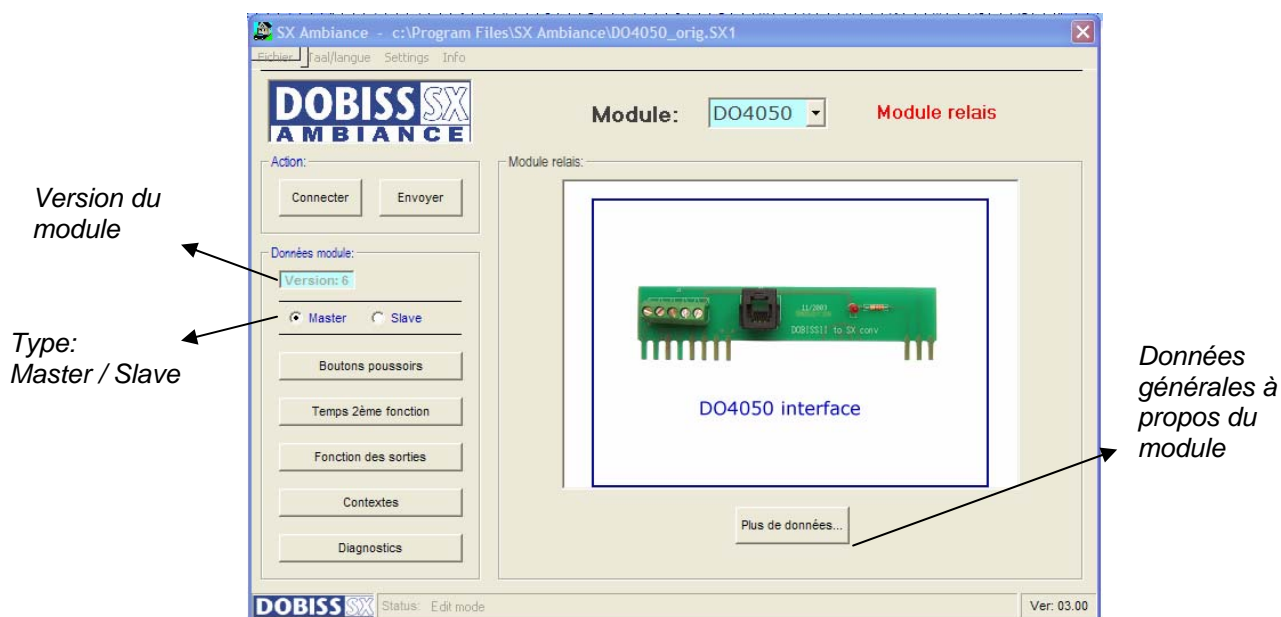 SX Ambiance - c:\Program Files\SX Ambiance\DO4050_orig.SX1
Fichier Taal/langue Settings Info
DOBISS SX
AMBIANCE
Module: DO4050 Module relais
Action:
Connecter Envoyer
Version du
module
Données module:
Version: 6
Master Slave
Type:
Master / Slave
Boutons poussoirs
Temps 2ème fonction
Fonction des sorties
Contextes
Diagnostics
Module relais:
11/2003
DOBISSII to SX conv
DO4050 interface
Plus de données...
Données
générales à
propos du
module
DOBISS SX Status: Edit mode Ver: 03.00